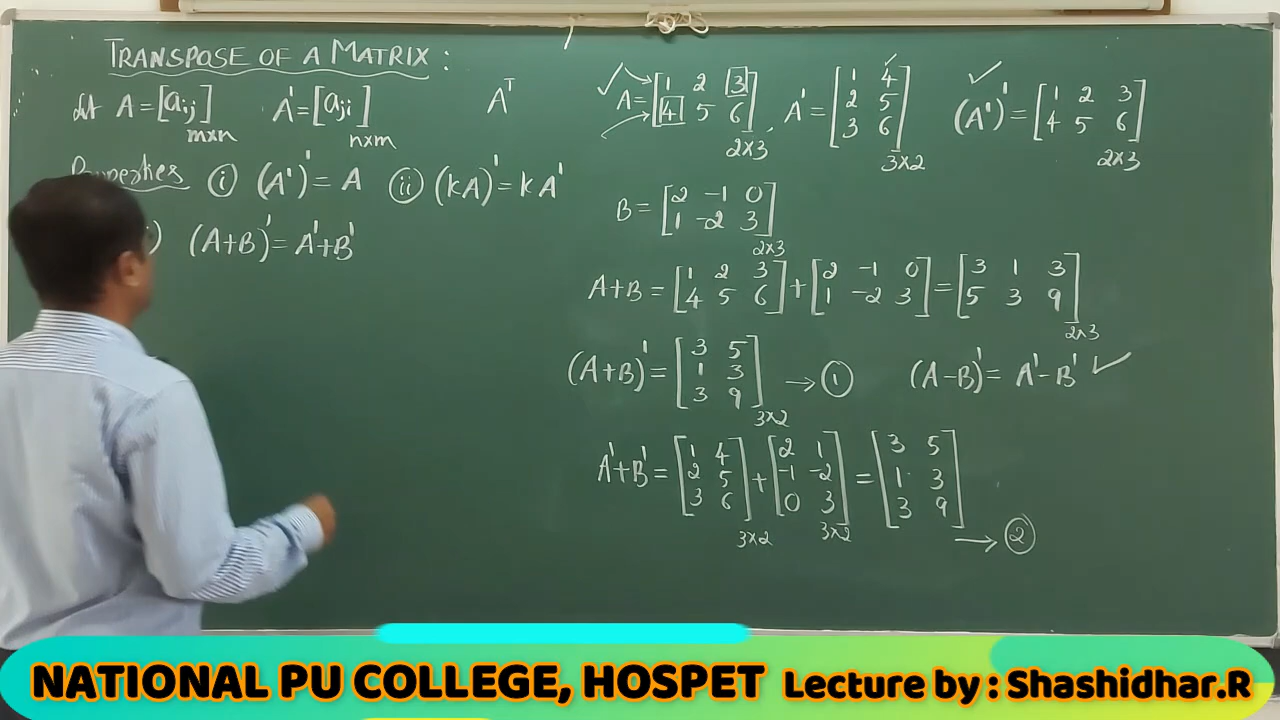 TRANSPOSE OF A MATRIX :
let A = [aij] m×n A' = [aji] n×m Aᵀ
Properties (i) (A')' = A (ii) (kA)' = kA'
) (A+B)' = A'+B'
A = [1 2 3
4 5 6] 2×3, A' = [1 4
2 5
3 6] 3×2 (A')' = [1 2 3
4 5 6] 2×3
B = [2 -1 0
1 -2 3] 2×3
A+B = [1 2 3
4 5 6] + [2 -1 0
1 -2 3] = [3 1 3
5 3 9] 2×3
(A+B)' = [3 5
1 3
3 9] 3×2 → ① (A-B)' = A'-B' ✓
A'+B' = [1 4
2 5
3 6] 3×2 + [2 1
-1 -2
0 3] 3×2 = [3 5
1 3
3 9] → ②
NATIONAL PU COLLEGE, HOSPET Lecture by : Shashidhar.R